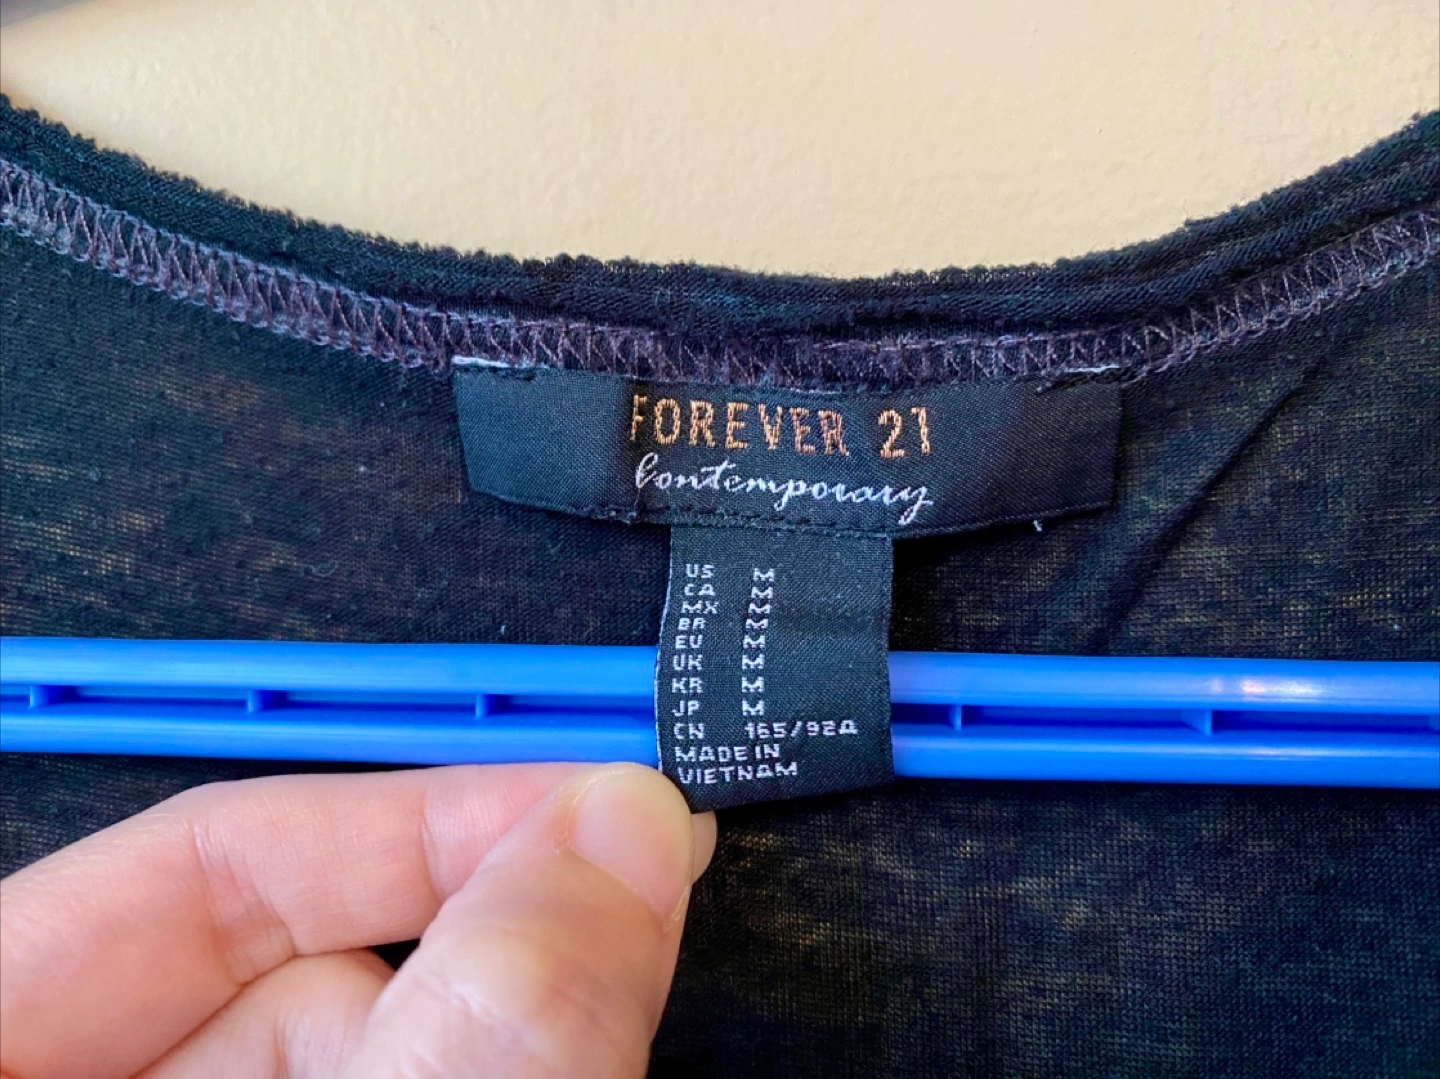 FOREVER 21
Contemporary
US M
CA M
MX M
BR M
EU M
UK M
KR M
JP M
CN 165/92A
MADE IN
VIETNAM